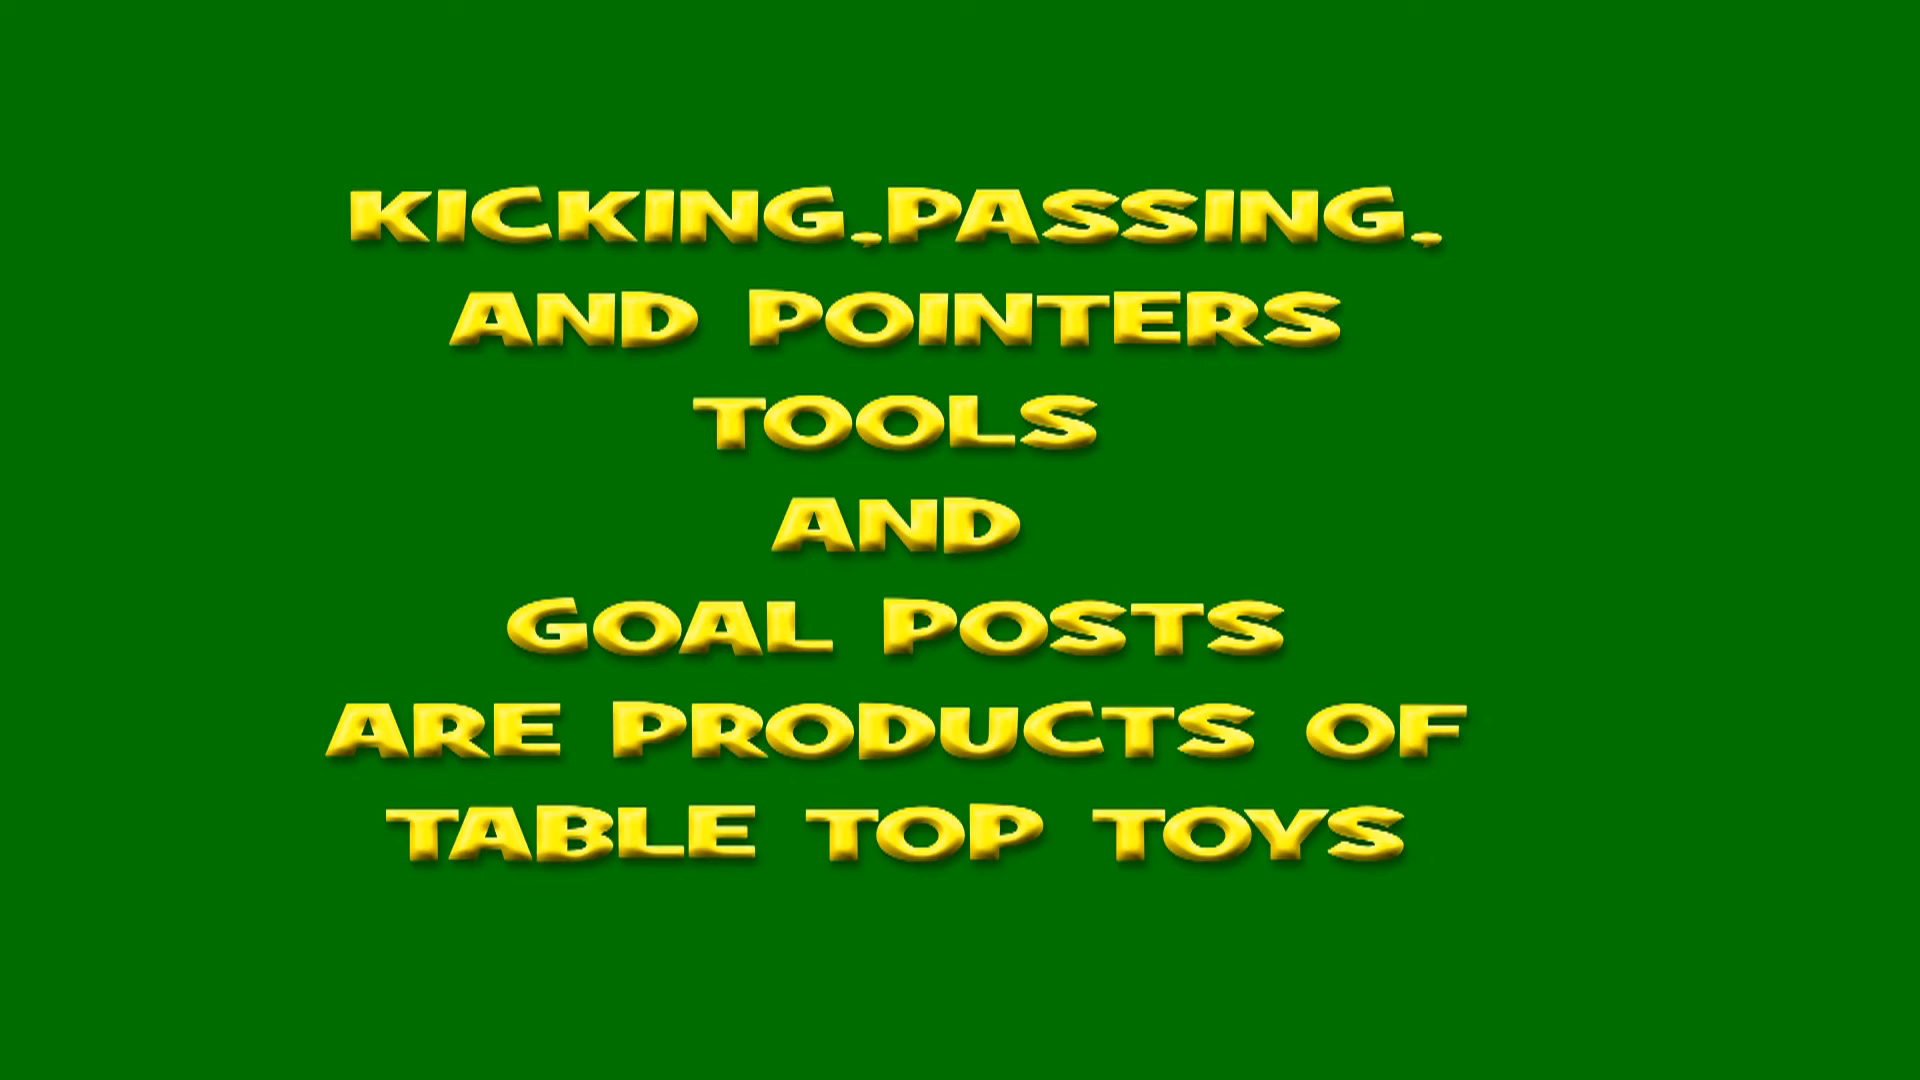 KICKING,PASSING,
AND POINTERS
TOOLS
AND
GOAL POSTS
ARE PRODUCTS OF
TABLE TOP TOYS